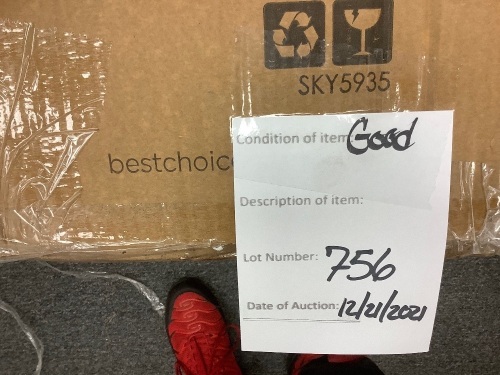 SKY5935
bestchoic
Condition of item Good
Description of item:
Lot Number: 756
Date of Auction: 12/21/2021